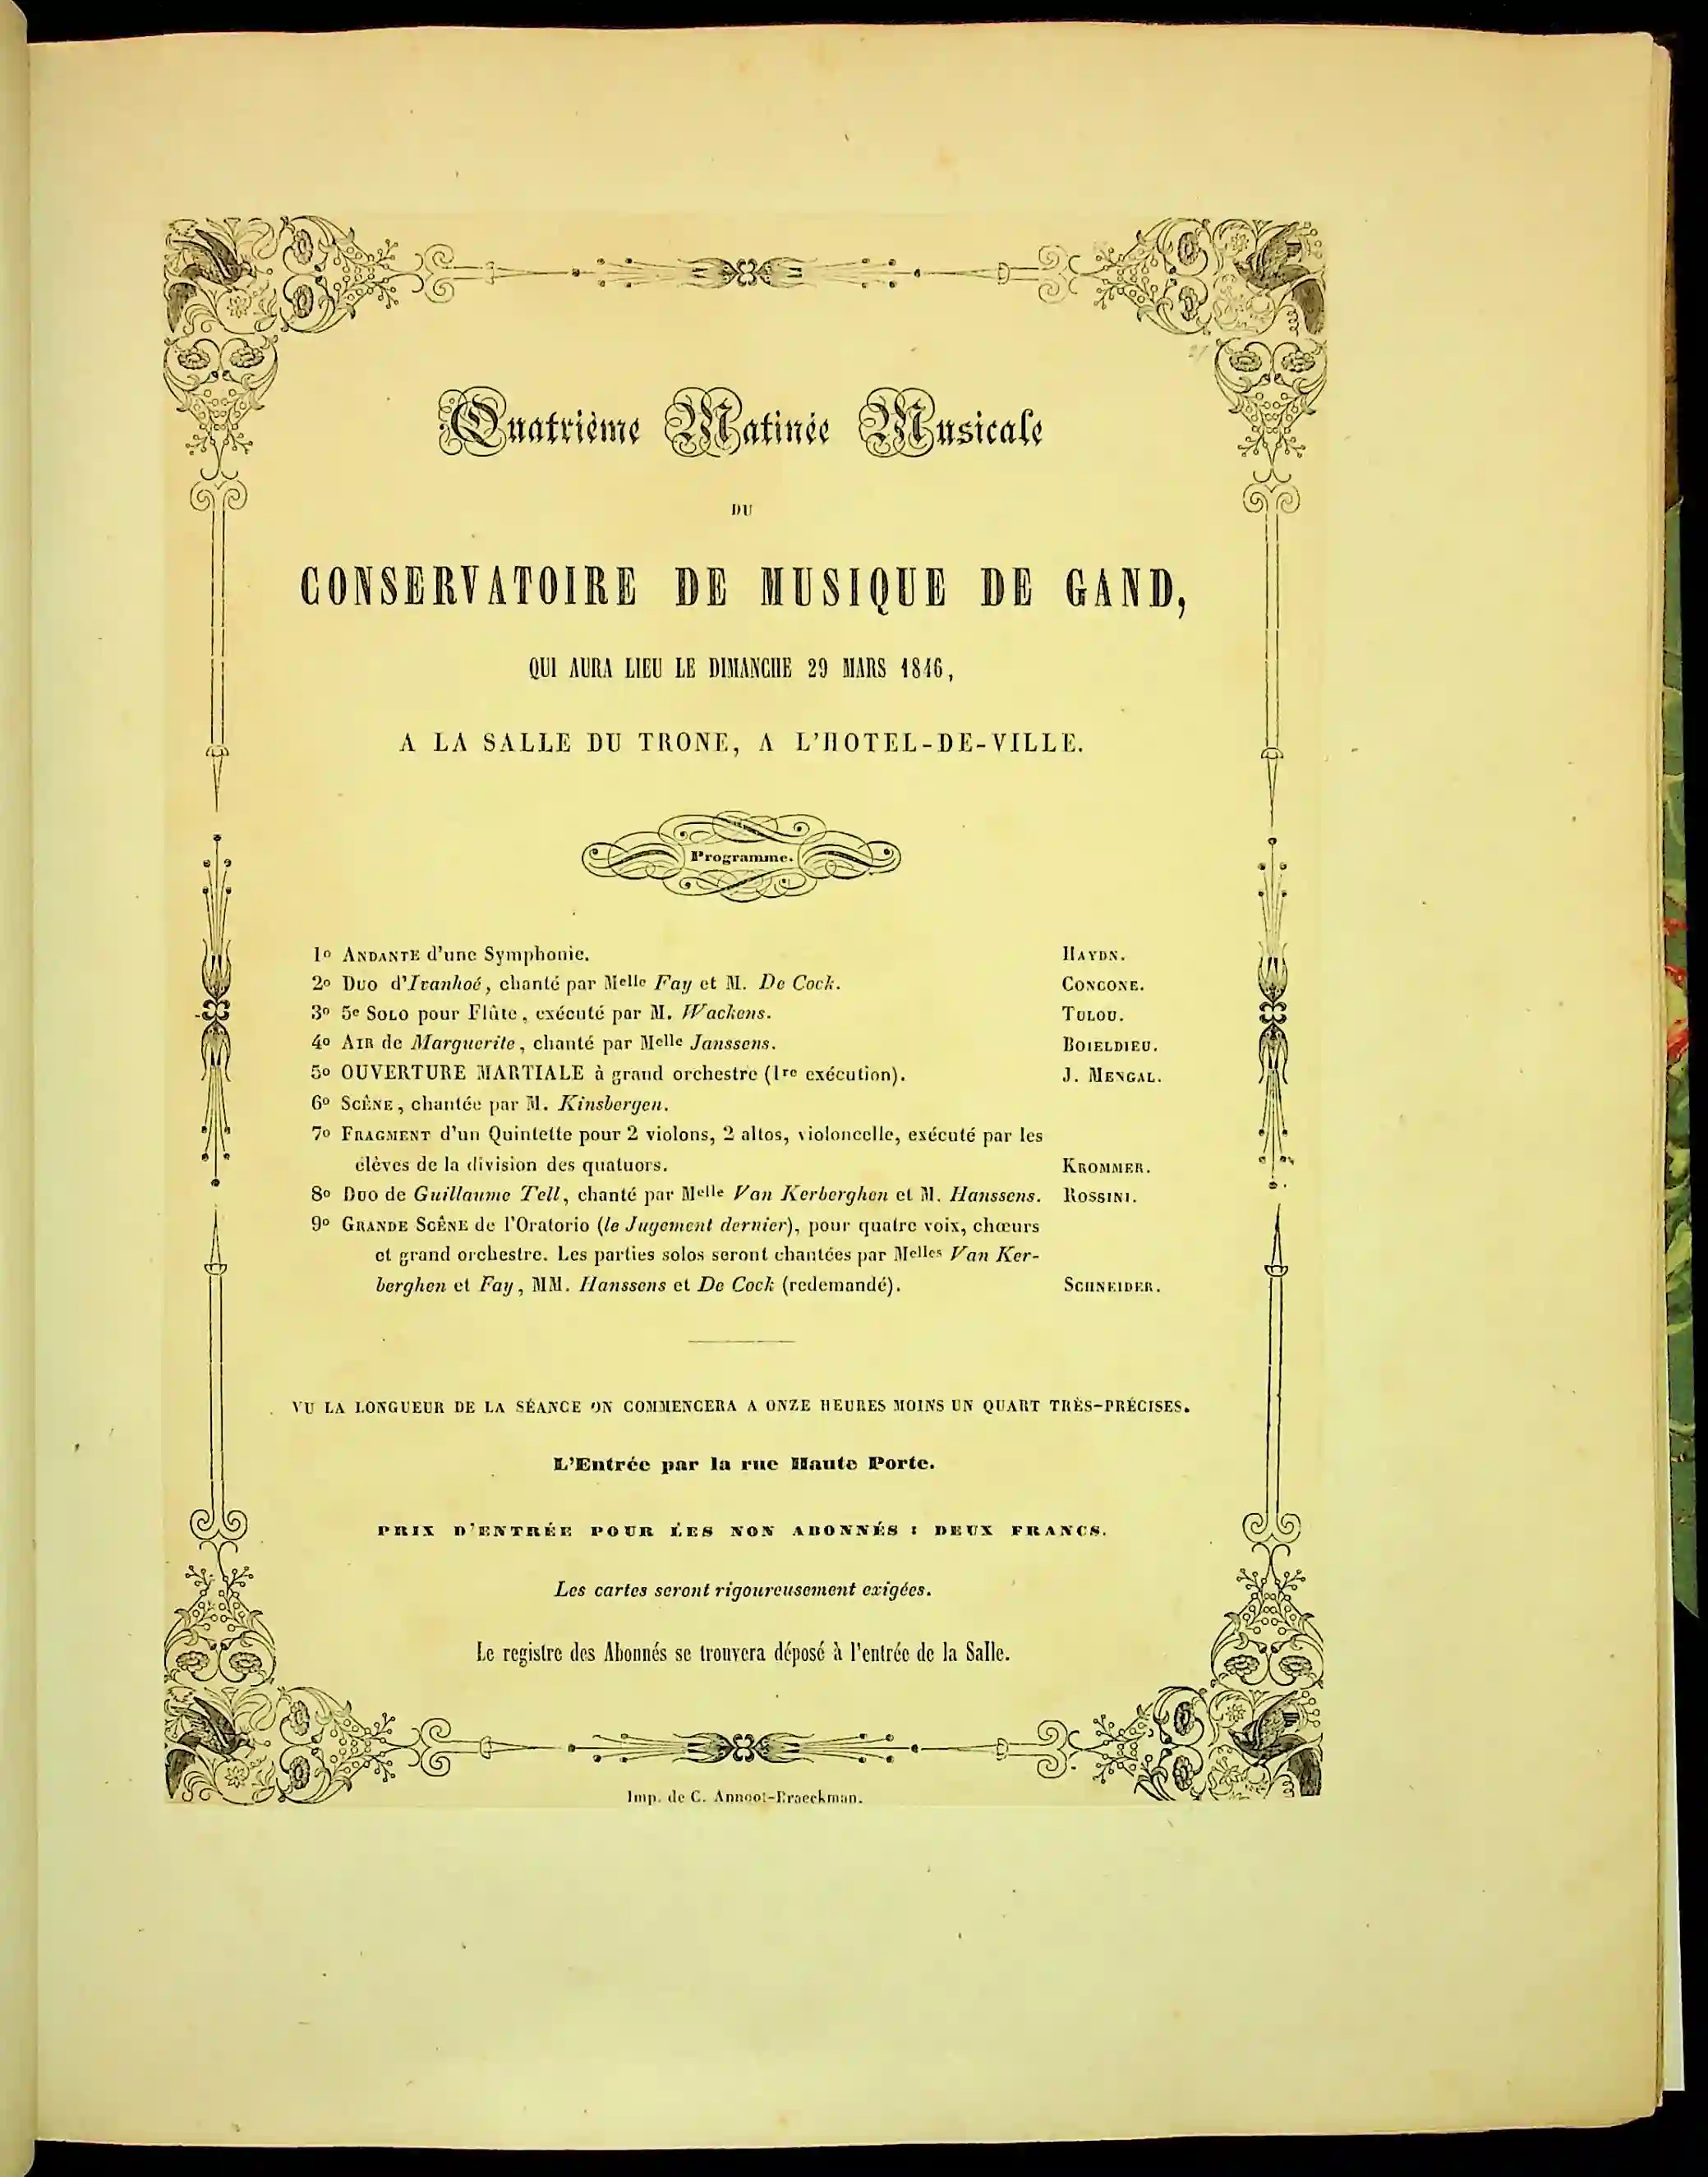 Quatrième Matinée Musicale
DU
CONSERVATOIRE DE MUSIQUE DE GAND,
QUI AURA LIEU LE DIMANCHE 29 MARS 1846,
A LA SALLE DU TRONE, A L'HOTEL-DE-VILLE.
Programme.
1º ANDANTE d'une Symphonie. HAYDN.
2º DUO d'Ivanhoé, chanté par Melle Fay et M. De Cock. CONCONE.
3º 5e SOLO pour Flûte, exécuté par M. Wackens. TULOU.
4º AIR de Marguerite, chanté par Melle Janssens. BOIELDIEU.
5º OUVERTURE MARTIALE à grand orchestre (1re exécution). J. MENGAL.
6º SCÊNE, chantée par M. Kinsbergen.
7º FRAGMENT d'un Quintette pour 2 violons, 2 altos, violoncelle, exécuté par les
élèves de la division des quatuors. KROMMER.
8º DUO de Guillaume Tell, chanté par Melle Van Kerberghen et M. Hanssens. ROSSINI.
9º GRANDE SCÊNE de l'Oratorio (le Jugement dernier), pour quatre voix, chœurs
et grand orchestre. Les parties solos seront chantées par Melles Van Ker-
berghen et Fay, MM. Hanssens et De Cock (redemandé). SCHNEIDER.
VU LA LONGUEUR DE LA SÉANCE ON COMMENCERA A ONZE HEURES MOINS UN QUART TRÈS-PRÉCISES.
L'Entrée par la rue Haute Porte.
PRIX D'ENTRÉE POUR LES NON ABONNÉS : DEUX FRANCS.
Les cartes seront rigoureusement exigées.
Le registre des Abonnés se trouvera déposé à l'entrée de la Salle.
Imp. de C. Annoot-Braeckman.